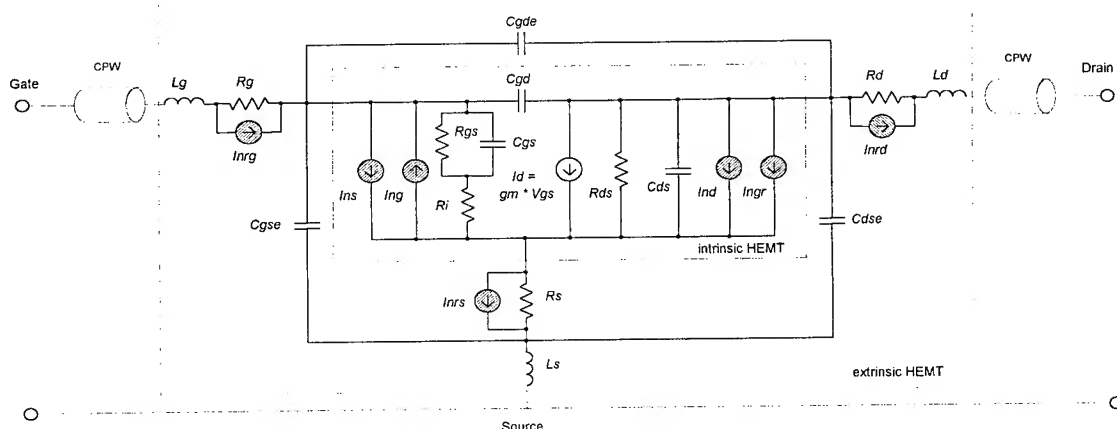 Cgde
CPW
Lg
Rg
Cgd
Rd
Ld
CPW
Gate
Drain
Inrg
Rgs
Cgs
Inrd
Ins
Ing
Id =
gm * Vgs
Rds
Cds
Ind
Ingr
Ri
Cgse
Cdse
intrinsic HEMT
Inrs
Rs
Ls
extrinsic HEMT
Source